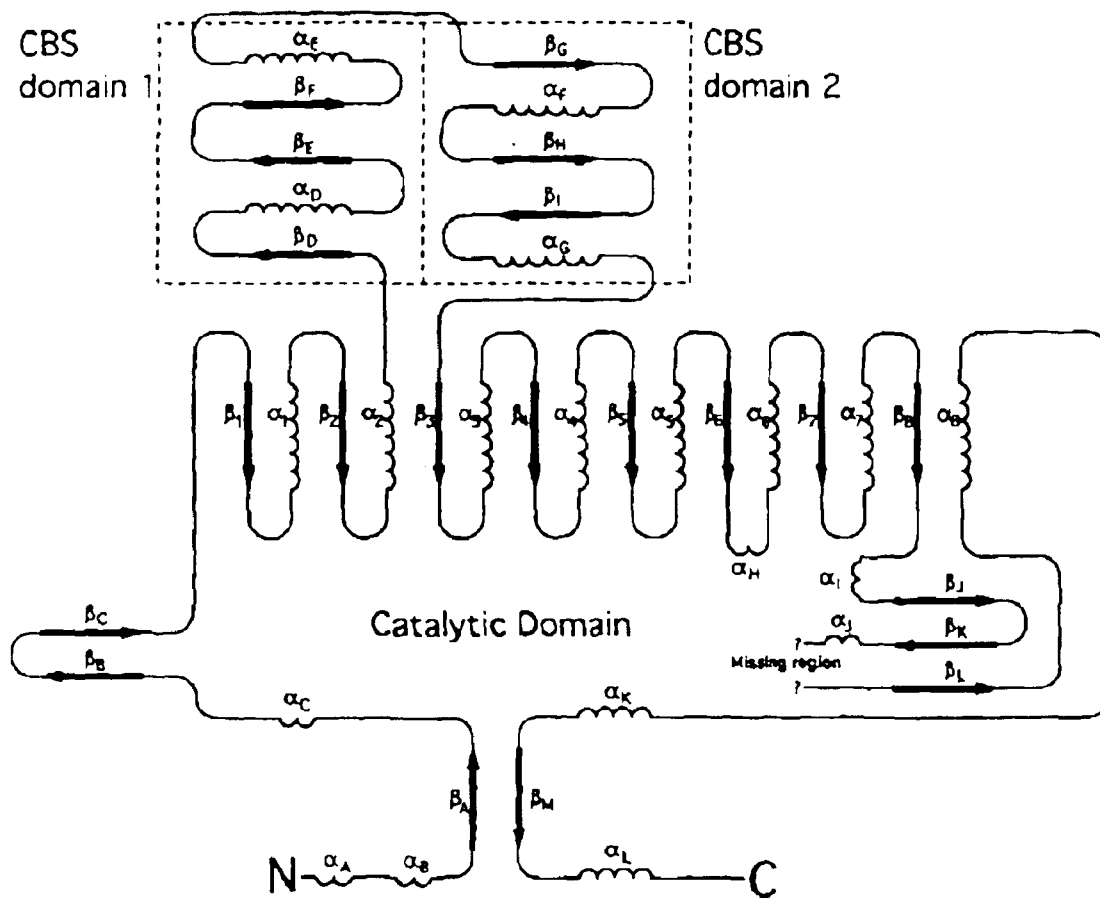 CBS
domain 1
CBS
domain 2
αE
βF
βE
αD
βD
βG
αF
βH
βI
αG
β1 α1 β2 α2 β3 α3 β4 α4 β5 α5 β6 α6 β7 α7 β8 α8
αH
αI
βJ
αJ
βK
? Missing region
βL
?
βC
βB
Catalytic Domain
αC
αK
βA
βM
N
αA
αB
αL
C